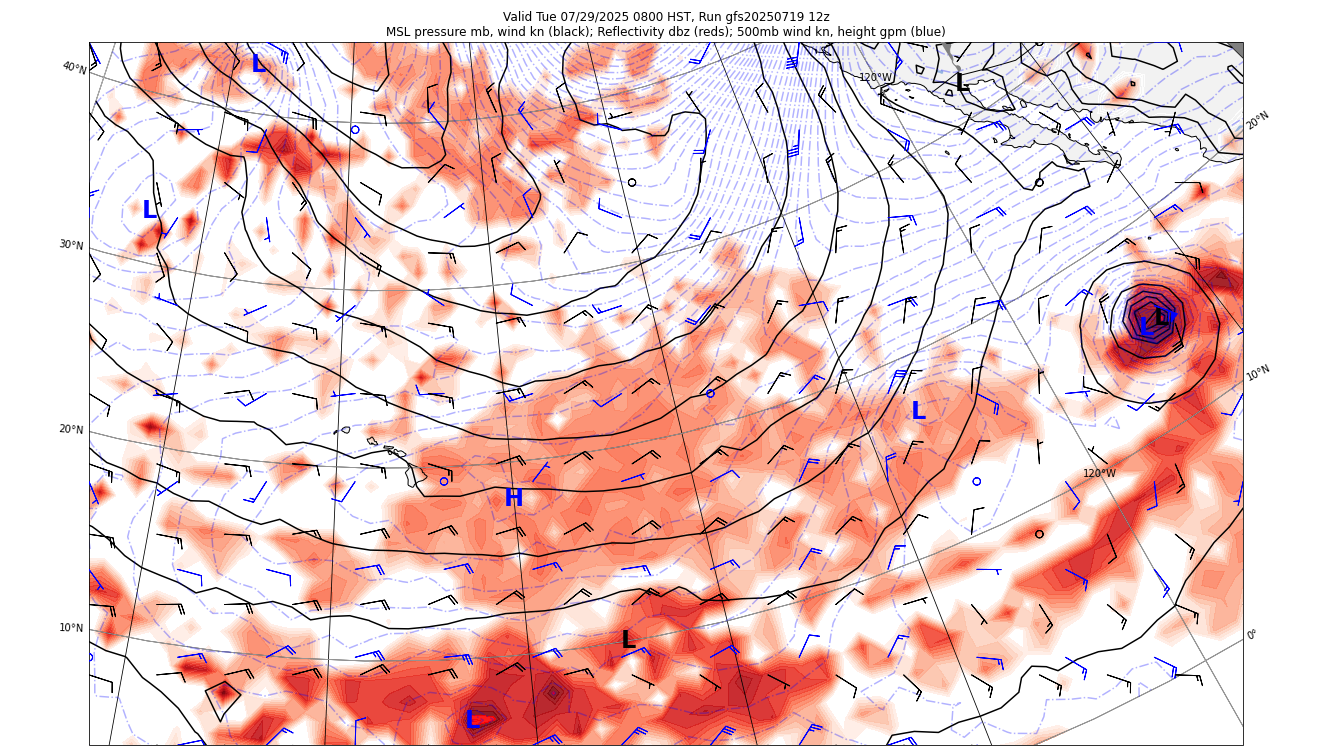 Valid Tue 07/29/2025 0800 HST, Run gfs20250719 12z
MSL pressure mb, wind kn (black); Reflectivity dbz (reds); 500mb wind kn, height gpm (blue)
40°N
L
120°W
L
20°N
L
30°N
L
L
10°N
L
20°N
120°W
H
10°N
L
0°
L